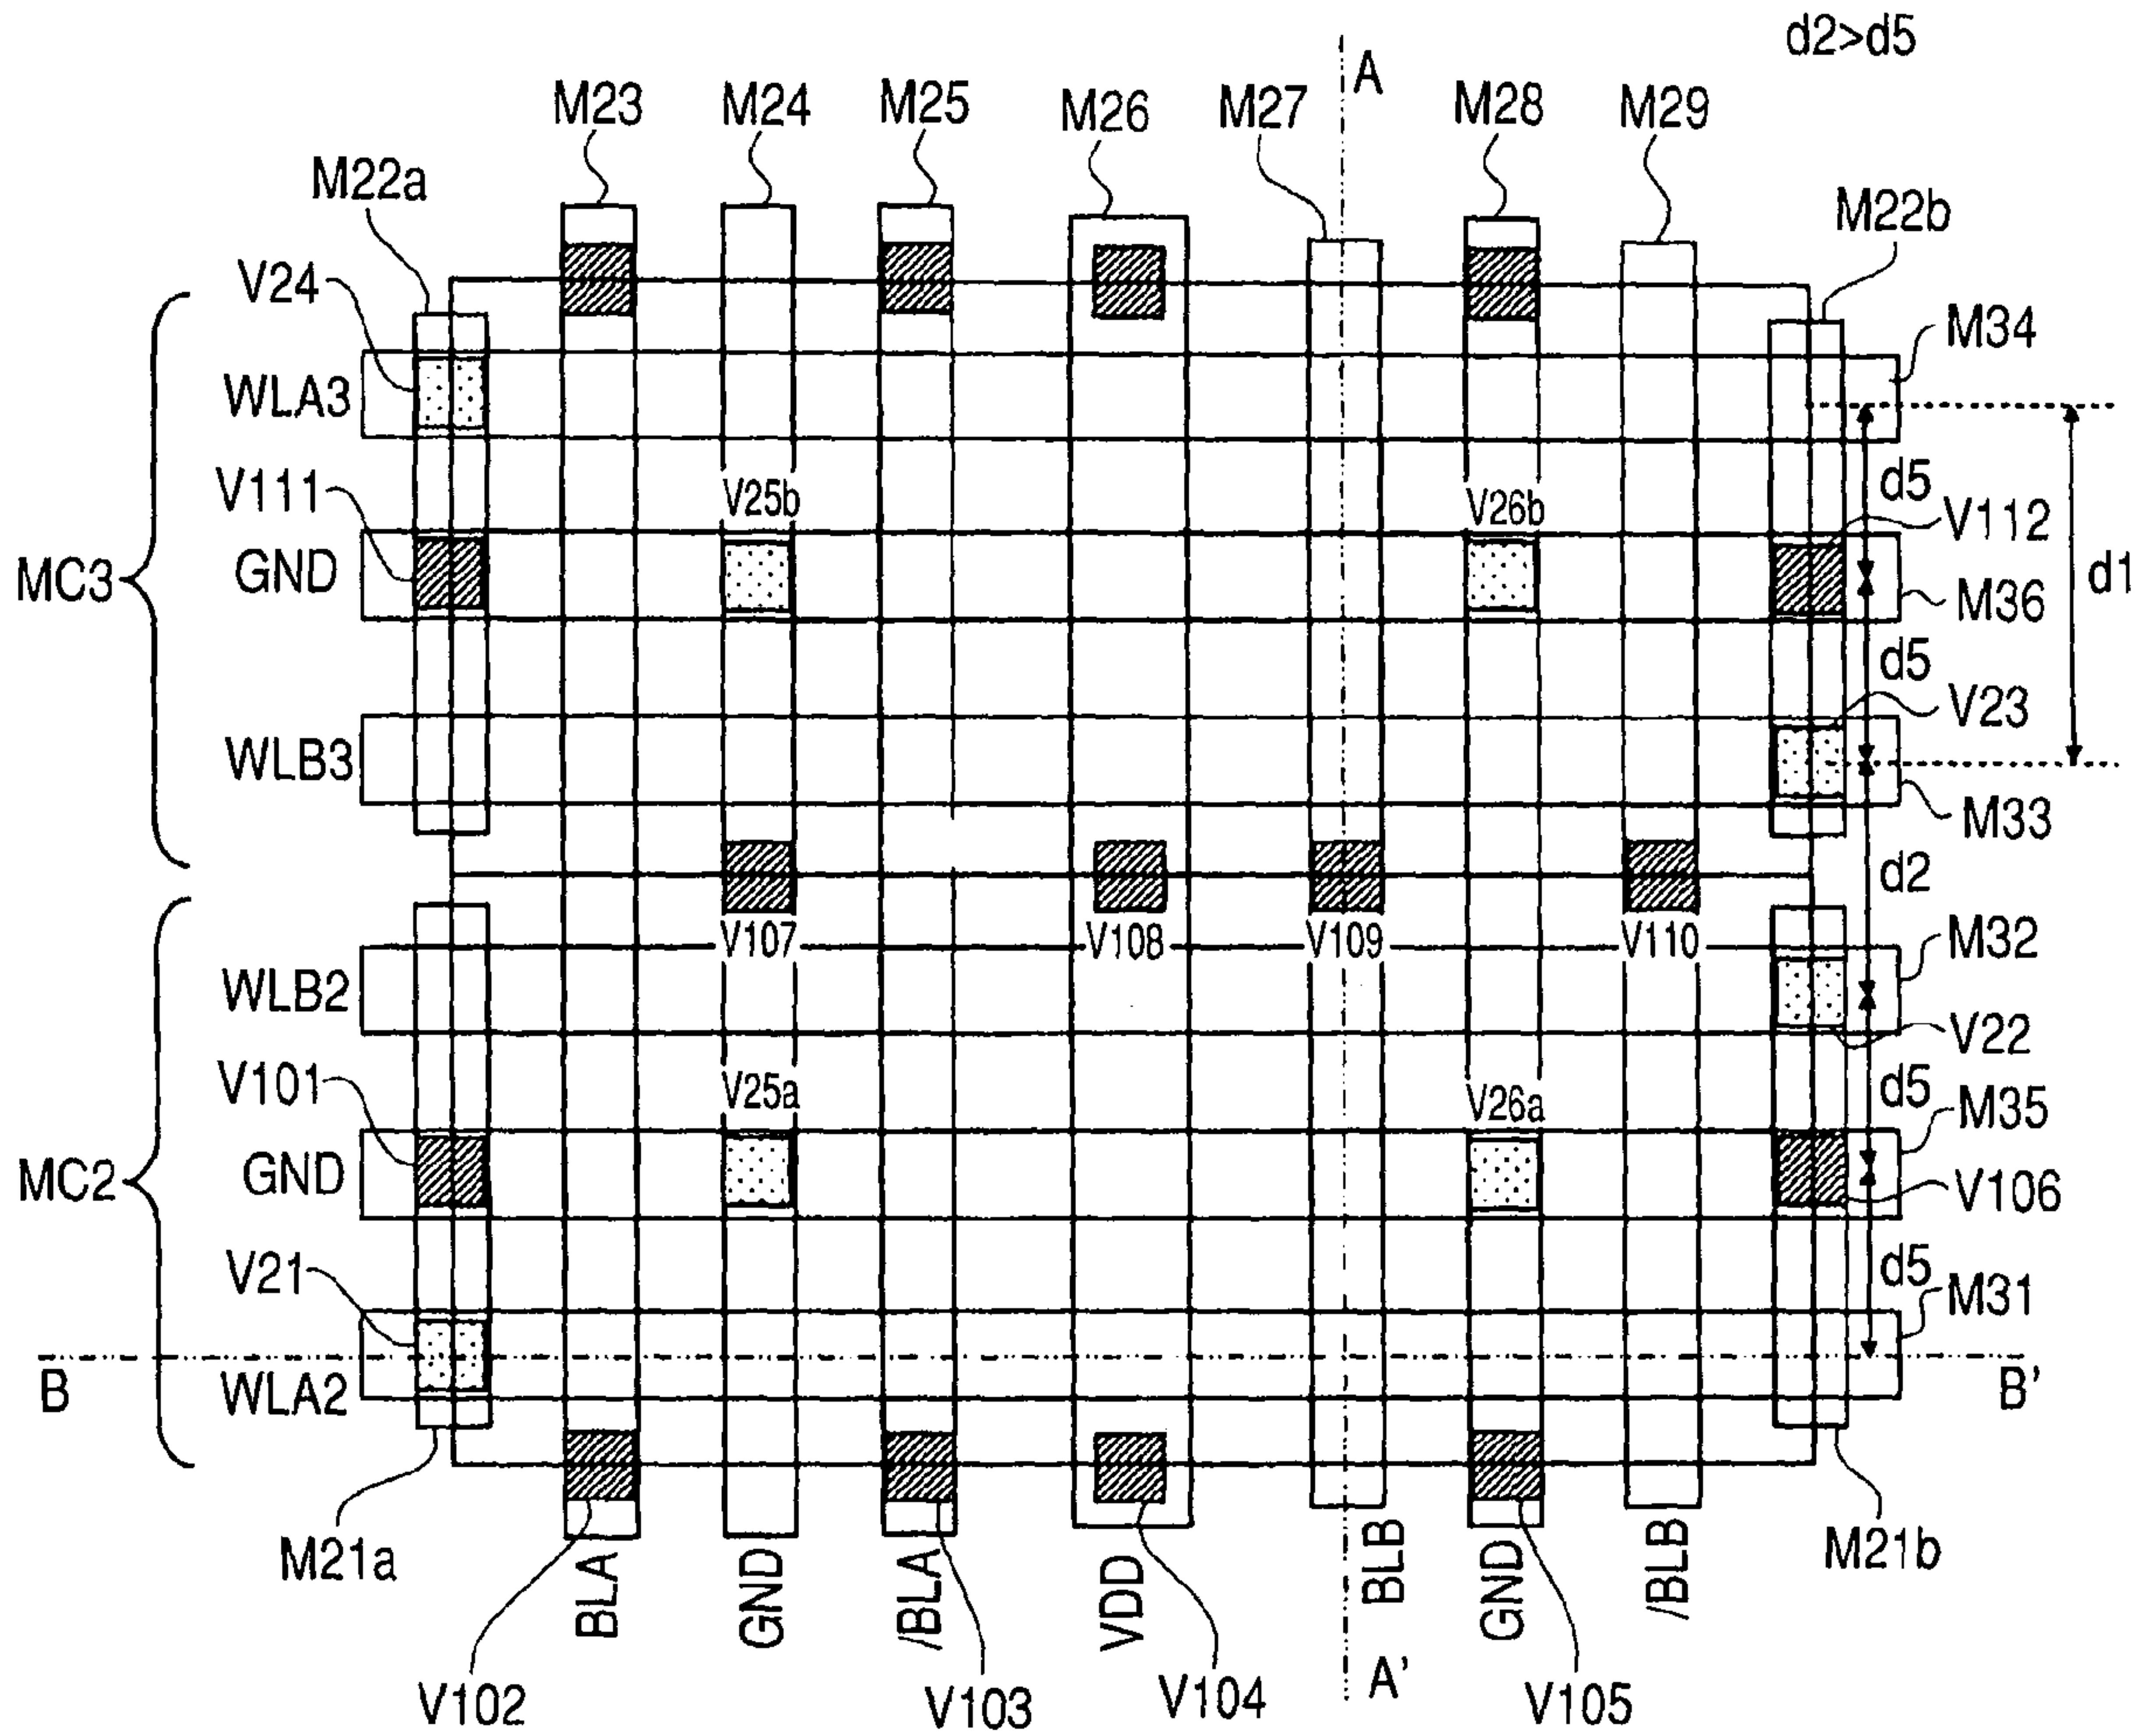 d2>d5
A
M23
M24
M25
M26
M27
M28
M29
M22a
M22b
V24
M34
WLA3
d5
V111
V25b
V26b
V112
MC3
GND
d1
M36
d5
V23
WLB3
M33
d2
V107
V108
V109
V110
M32
WLB2
V22
V101
V25a
V26a
d5
M35
MC2
GND
V106
V21
d5
M31
B
WLA2
B'
M21a
BLA
GND
/BLA
VDD
BLB
GND
/BLB
M21b
V102
V103
V104
A'
V105